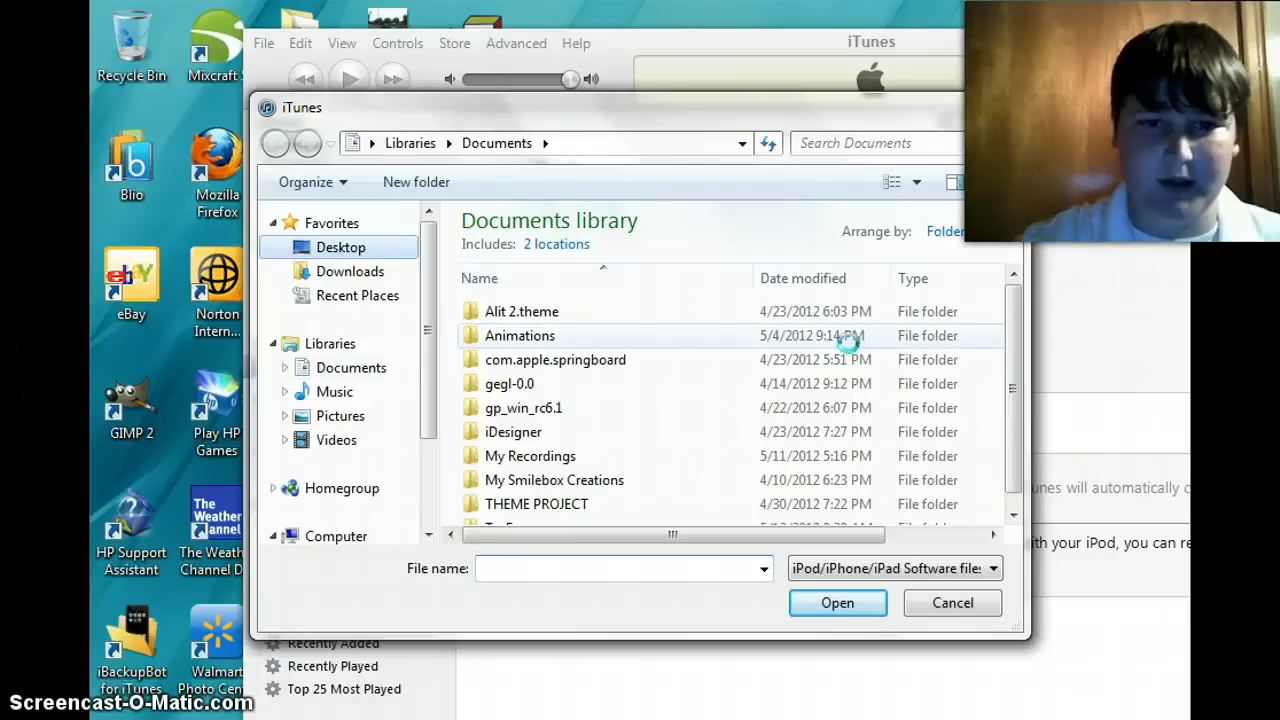 Recycle Bin
Mixcraft
File Edit View Controls Store Advanced Help
iTunes
iTunes
Libraries Documents
Search Documents
Organize
New folder
Blio
Mozilla
Firefox
Favorites
Desktop
Downloads
Recent Places
Libraries
Documents
Music
Pictures
Videos
Homegroup
Computer
Documents library
Includes: 2 locations
Arrange by: Folder
Name Date modified Type
Alit 2.theme 4/23/2012 6:03 PM File folder
Animations 5/4/2012 9:14 PM File folder
com.apple.springboard 4/23/2012 5:51 PM File folder
gegl-0.0 4/14/2012 9:12 PM File folder
gp_win_rc6.1 4/22/2012 6:07 PM File folder
iDesigner 4/23/2012 7:27 PM File folder
My Recordings 5/11/2012 5:16 PM File folder
My Smilebox Creations 4/10/2012 6:23 PM File folder
THEME PROJECT 4/30/2012 7:22 PM File folder
File name:
iPod/iPhone/iPad Software file:
Open
Cancel
ebY
eBay
Norton
Intern...
GIMP 2
Play HP
Games
HP Support
Assistant
The
Weather
Channel
The Weath
Channel D
iBackupBot
for iTunes
Walmart
Photo Cen
unes will automatically c
ith your iPod, you can re
Recently Added
Recently Played
Top 25 Most Played
Screencast-O-Matic.com